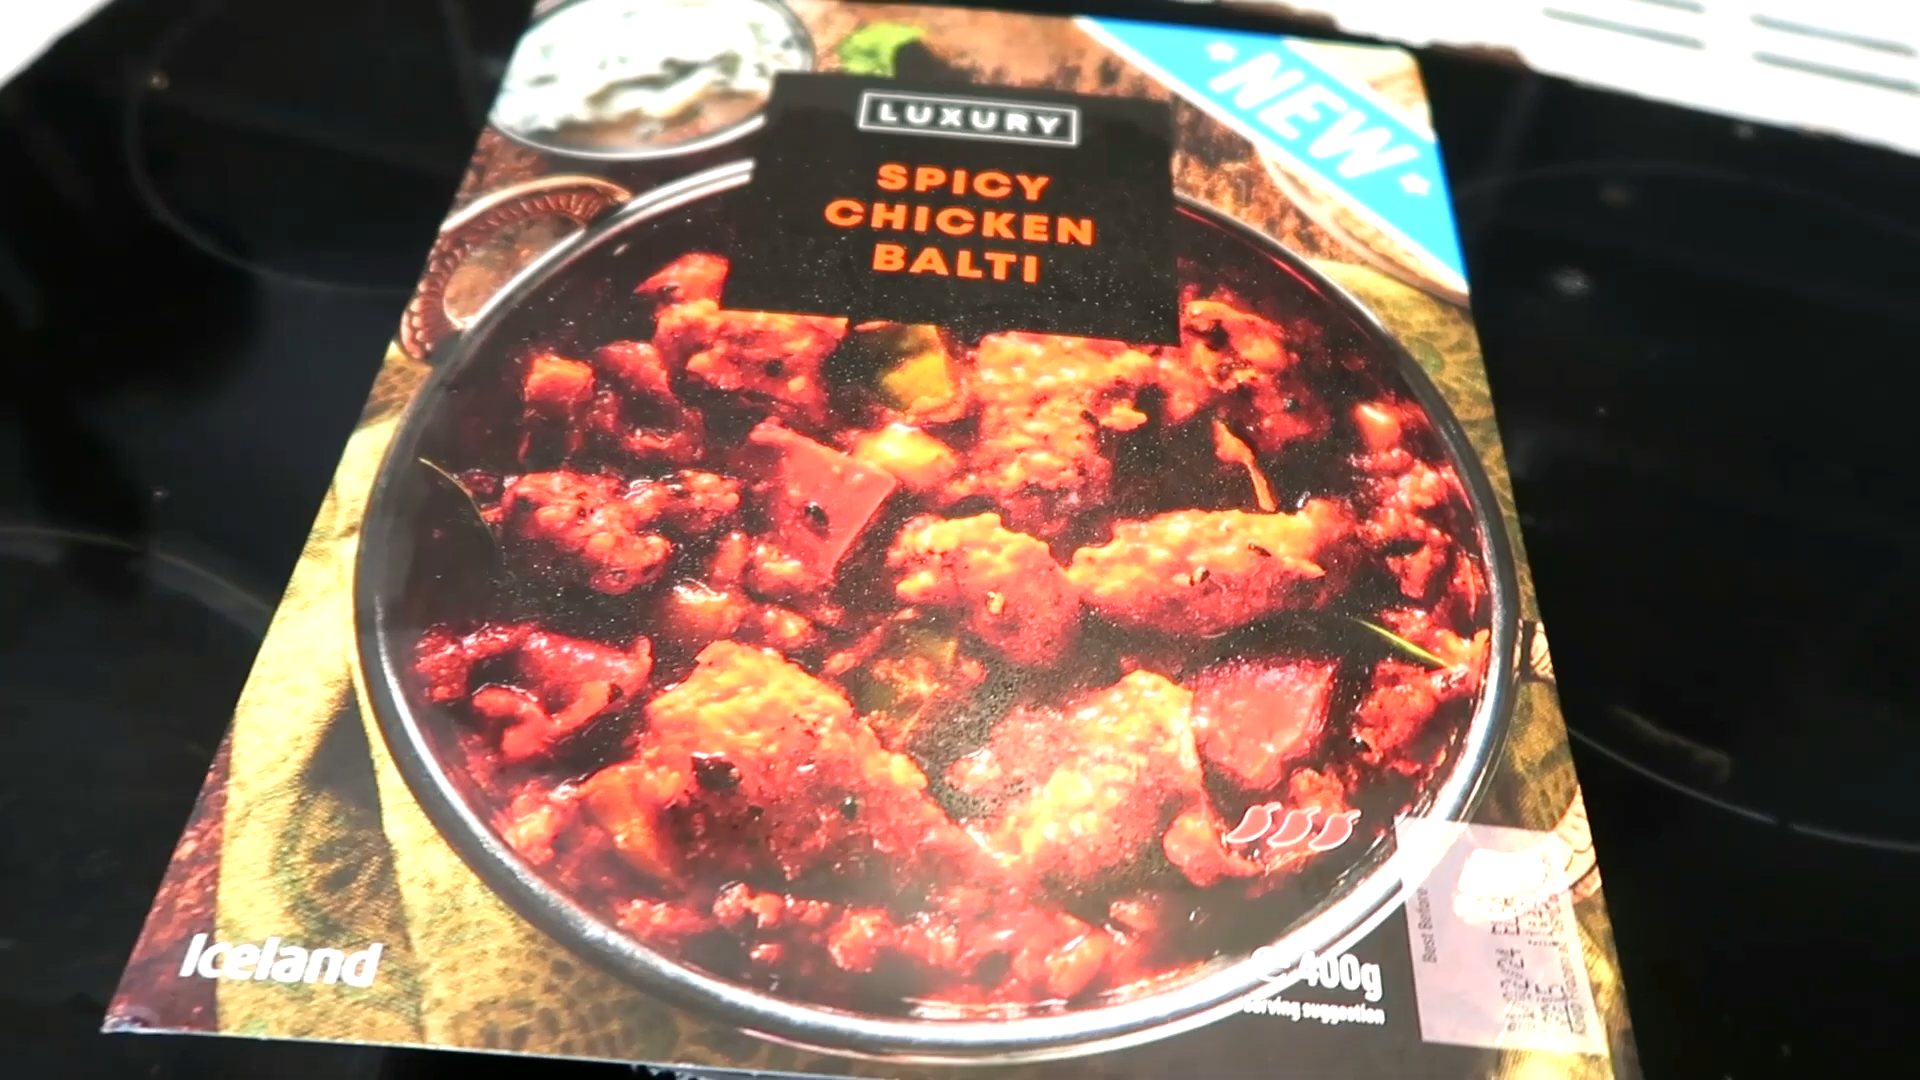 LUXURY
SPICY
CHICKEN
BALTI
NEW
Iceland
400g
serving suggestion
Best Before